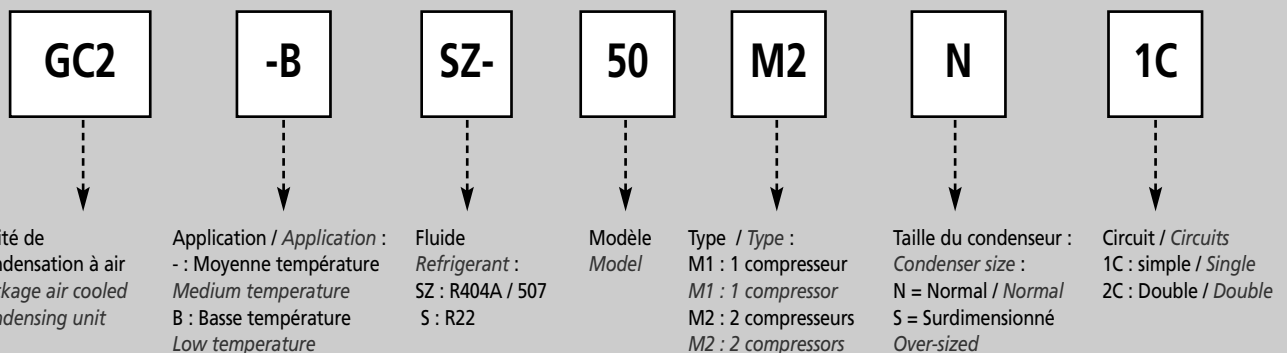 GC2 -B SZ- 50 M2 N 1C
ité de
ndensation à air
ckage air cooled
ndensing unit
Application / Application :
- : Moyenne température
Medium temperature
B : Basse température
Low temperature
Fluide
Refrigerant :
SZ : R404A / 507
S : R22
Modèle
Model
Type / Type :
M1 : 1 compresseur
M1 : 1 compressor
M2 : 2 compresseurs
M2 : 2 compressors
Taille du condenseur :
Condenser size :
N = Normal / Normal
S = Surdimensionné
Over-sized
Circuit / Circuits
1C : simple / Single
2C : Double / Double